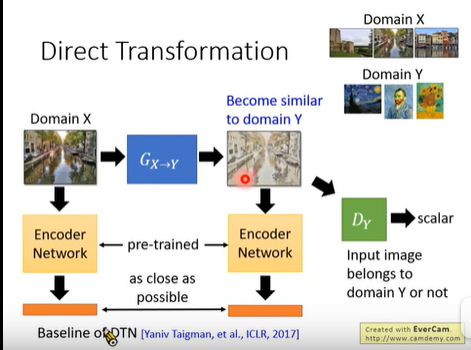 Direct Transformation
Domain X
Domain Y
Domain X
Become similar
to domain Y
G_{X→Y}
D_Y
scalar
Encoder
Network
pre-trained
Encoder
Network
Input image
belongs to
domain Y or not
as close as
possible
Baseline of DTN [Yaniv Taigman, et al., ICLR, 2017]
Created with EverCam.
http://www.camdemy.com